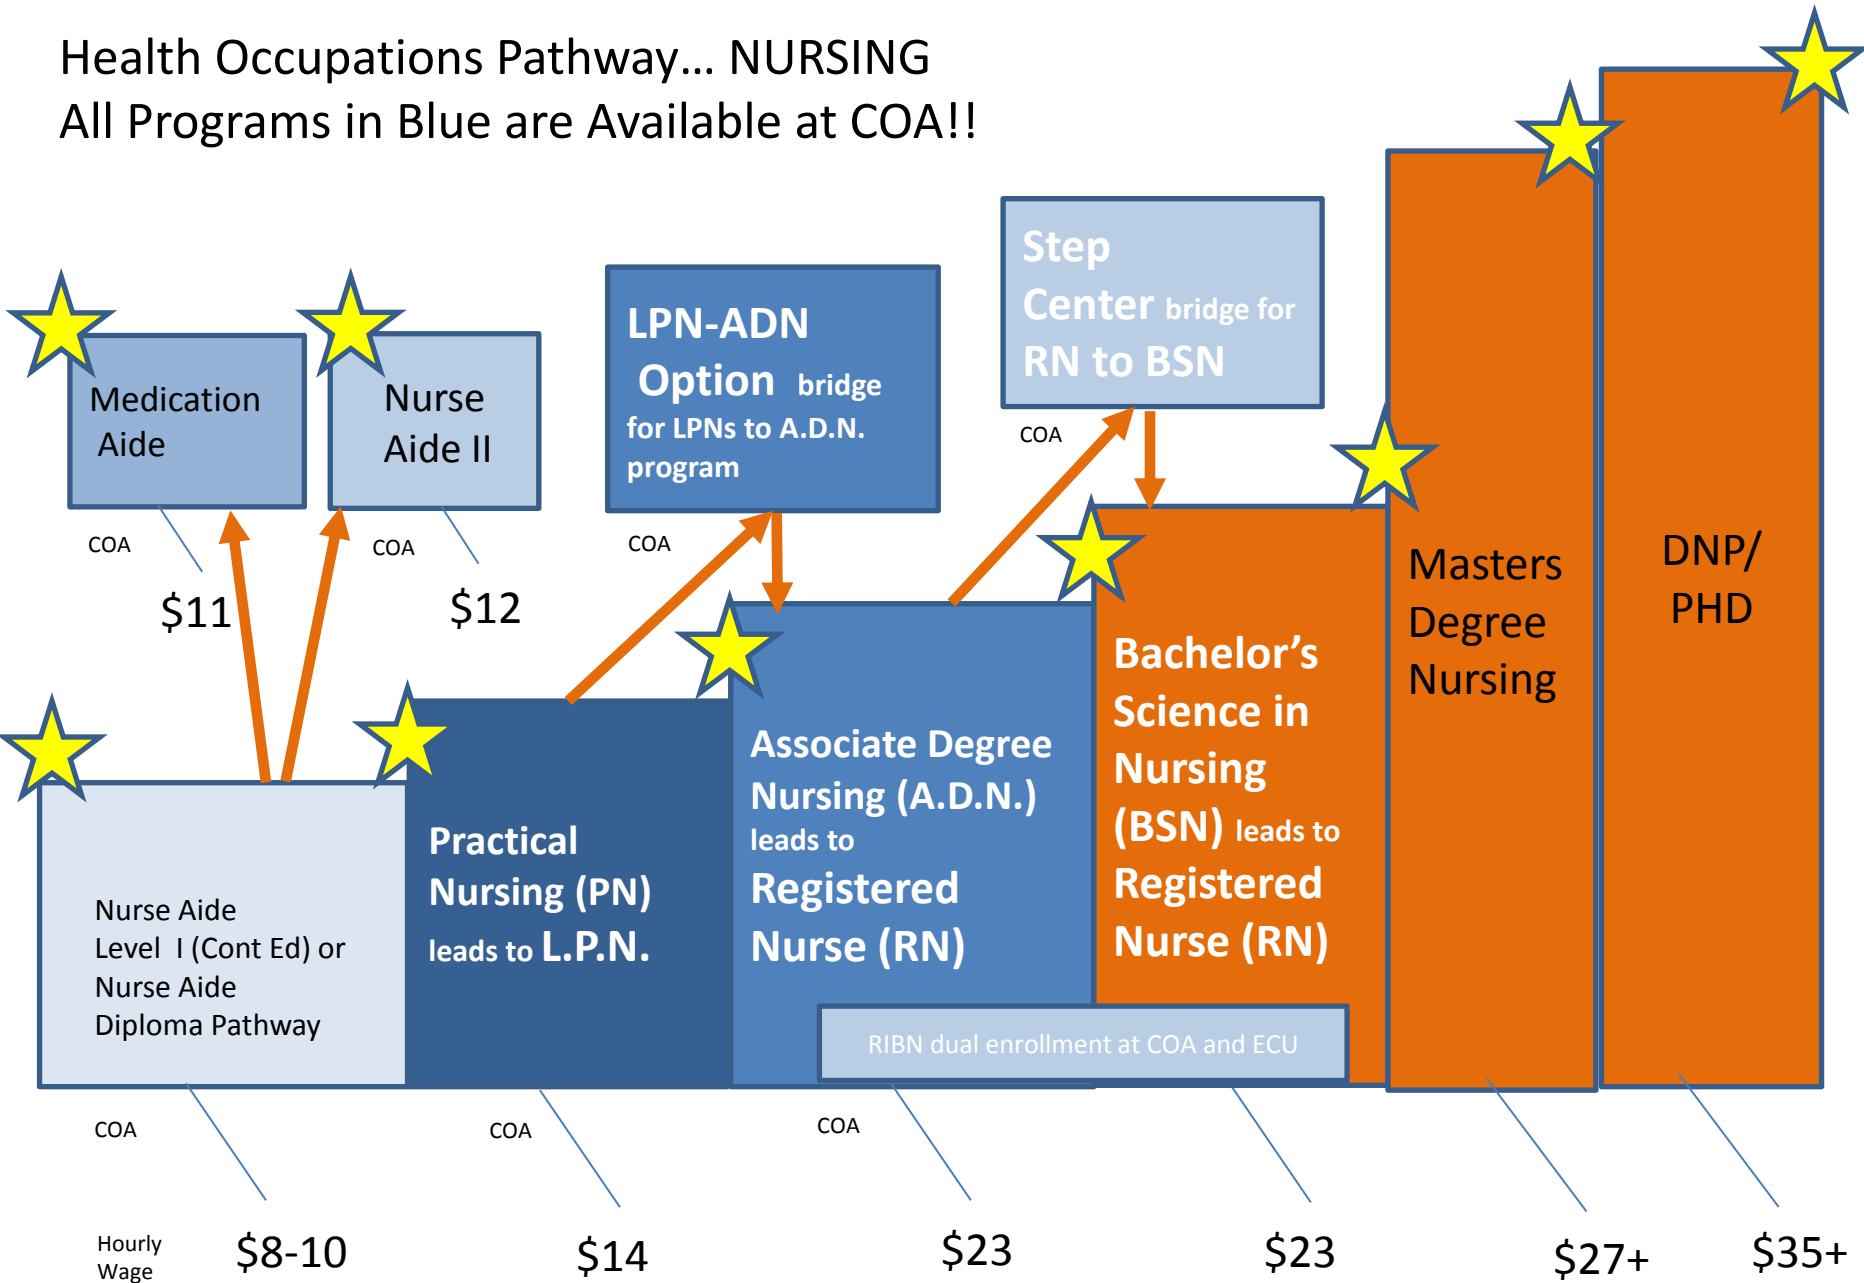 Health Occupations Pathway... NURSING
All Programs in Blue are Available at COA!!
Medication
Aide
COA
$11
Nurse
Aide II
COA
$12
LPN-ADN
Option bridge
for LPNs to A.D.N.
program
COA
Step
Center bridge for
RN to BSN
COA
Nurse Aide
Level I (Cont Ed) or
Nurse Aide
Diploma Pathway
COA
Practical
Nursing (PN)
leads to L.P.N.
COA
Associate Degree
Nursing (A.D.N.)
leads to
Registered
Nurse (RN)
COA
Bachelor’s
Science in
Nursing
(BSN) leads to
Registered
Nurse (RN)
RIBN dual enrollment at COA and ECU
Masters
Degree
Nursing
DNP/
PHD
Hourly
Wage
$8-10
$14
$23
$23
$27+
$35+